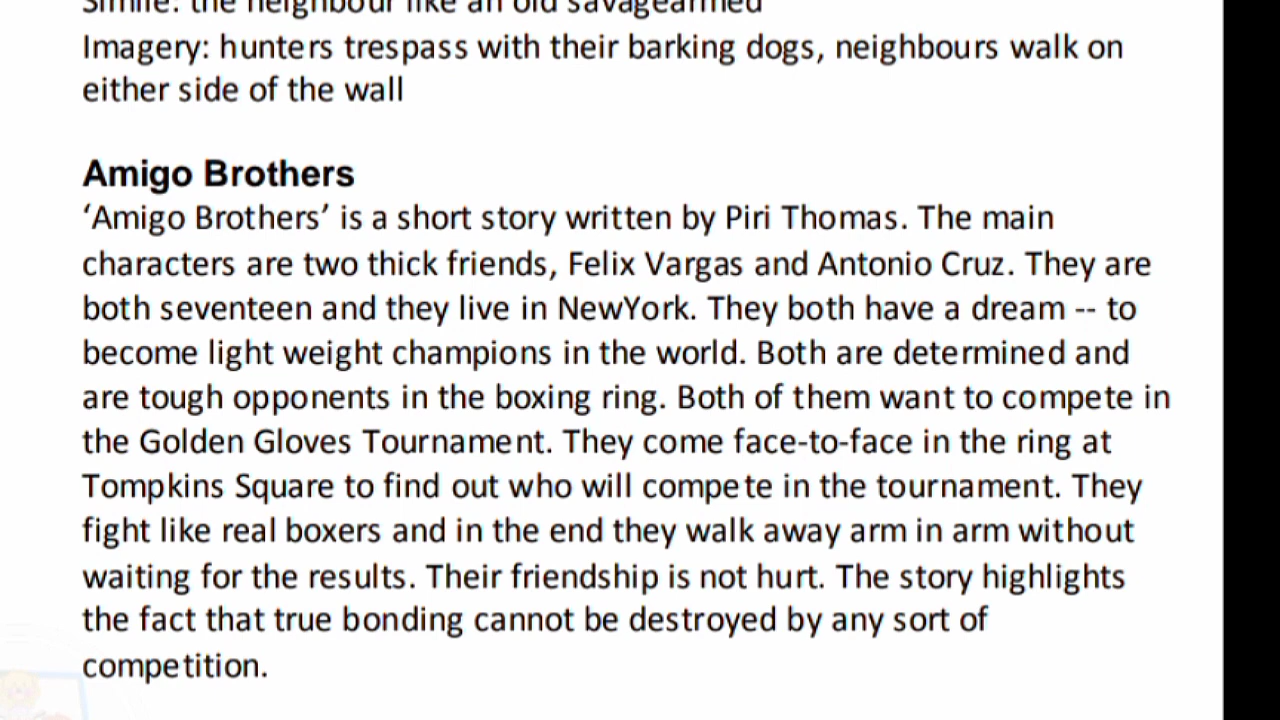 Simile: the neighbour like an old savagearmed
Imagery: hunters trespass with their barking dogs, neighbours walk on
either side of the wall
Amigo Brothers
‘Amigo Brothers’ is a short story written by Piri Thomas. The main
characters are two thick friends, Felix Vargas and Antonio Cruz. They are
both seventeen and they live in NewYork. They both have a dream -- to
become light weight champions in the world. Both are determined and
are tough opponents in the boxing ring. Both of them want to compete in
the Golden Gloves Tournament. They come face-to-face in the ring at
Tompkins Square to find out who will compete in the tournament. They
fight like real boxers and in the end they walk away arm in arm without
waiting for the results. Their friendship is not hurt. The story highlights
the fact that true bonding cannot be destroyed by any sort of
competition.